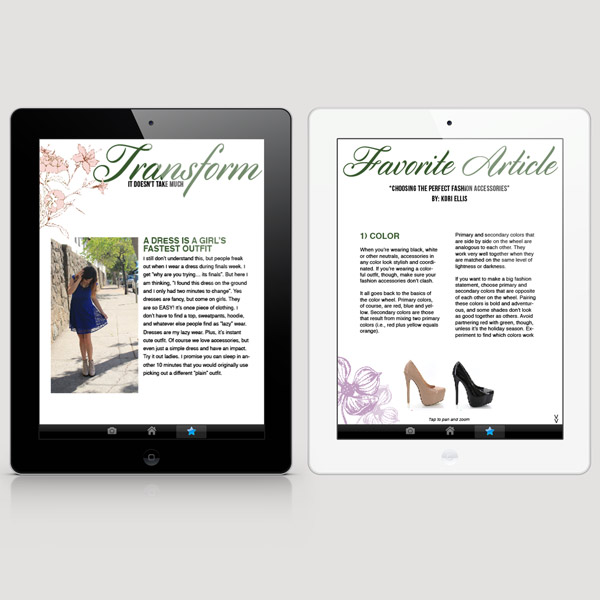 Transform
IT DOESN'T TAKE MUCH
A DRESS IS A GIRL'S
FASTEST OUTFIT
I still don't understand this, but people freak
out when I wear a dress during finals week. I
get "why are you trying… its finals". But here I
am thinking, "I found this dress on the ground
and I only had two minutes to change". Yes
dresses are fancy, but come on girls. They
are so EASY! It's once piece of clothing. I
don't have to find a top, sweatpants, hoodie,
and whatever else people find as "lazy" wear.
Dresses are my lazy wear. Plus, it's instant
cute outfit. Of course we love accessories, but
even just a simple dress and have an impact.
Try it out ladies. I promise you can sleep in an-
other 10 minutes that you would originally use
picking out a different "plain" outfit.
Favorite Article
"CHOOSING THE PERFECT FASHION ACCESSORIES"
BY: KORI ELLIS
1) COLOR
When you're wearing black, white
or other neutrals, accessories in
any color look stylish and coordi-
nated. If you're wearing a color-
ful outfit, though, make sure your
fashion accessories don't clash.
It all goes back to the basics of
the color wheel. Primary colors,
of course, are red, blue and yel-
low. Secondary colors are those
that result from mixing two primary
colors (i.e., red plus yellow equals
orange).
Primary and secondary colors that
are side by side on the wheel are
analogous to each other. They
work very well together when they
are matched on the same level of
lightness or darkness.
If you want to make a big fashion
statement, choose primary and
secondary colors that are opposite
of each other on the wheel. Pairing
these colors is bold and adventur-
ous, and some shades don't look
as good together as others. Avoid
partnering red with green, though,
unless it's the holiday season. Ex-
periment to find which colors work
Tap to pan and zoom